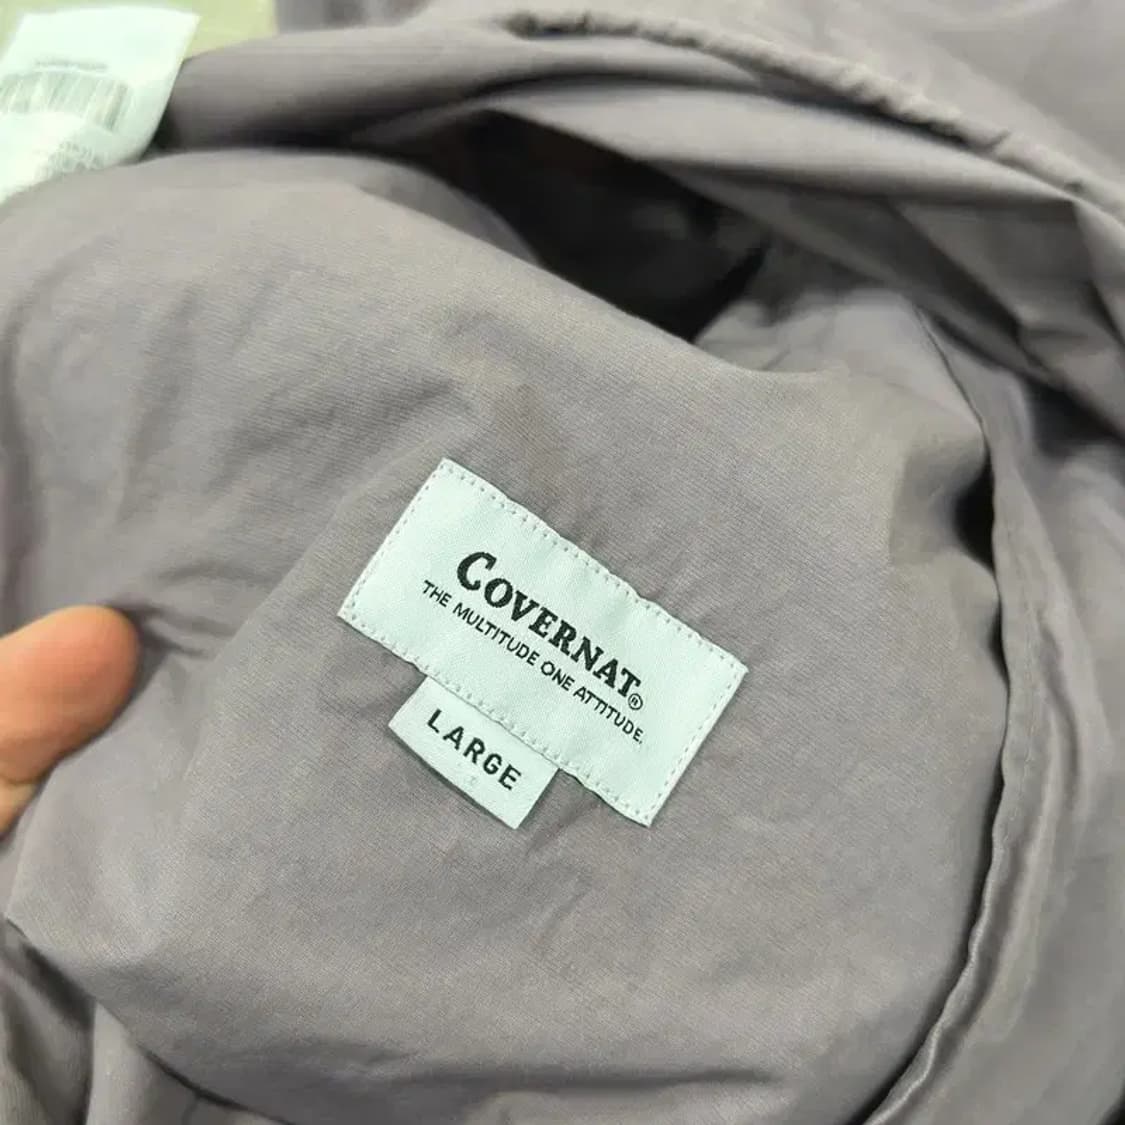 COVERNAT®
THE MULTITUDE ONE ATTITUDE.
LARGE